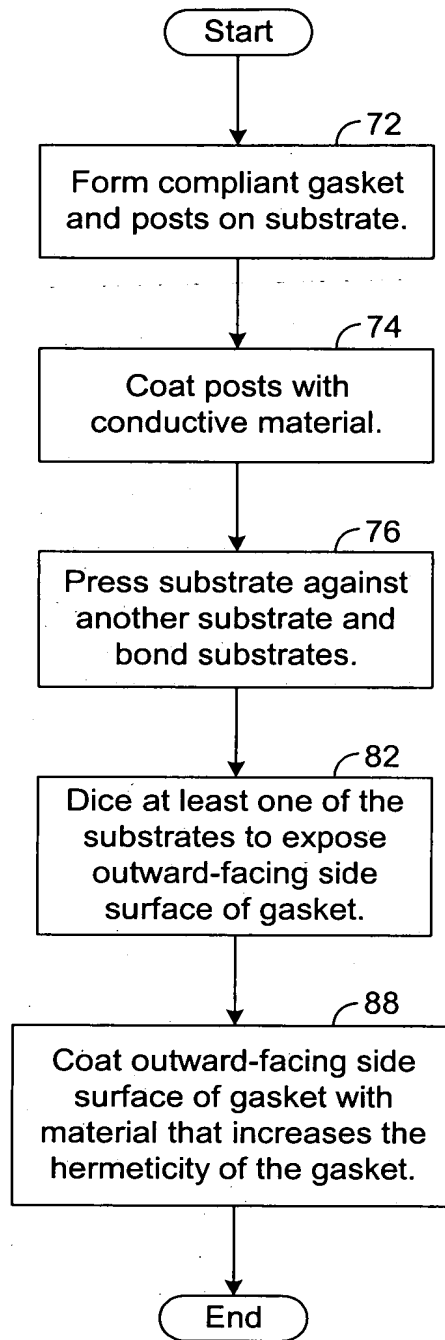 Start
72
Form compliant gasket
and posts on substrate.
74
Coat posts with
conductive material.
76
Press substrate against
another substrate and
bond substrates.
82
Dice at least one of the
substrates to expose
outward-facing side
surface of gasket.
88
Coat outward-facing side
surface of gasket with
material that increases the
hermeticity of the gasket.
End